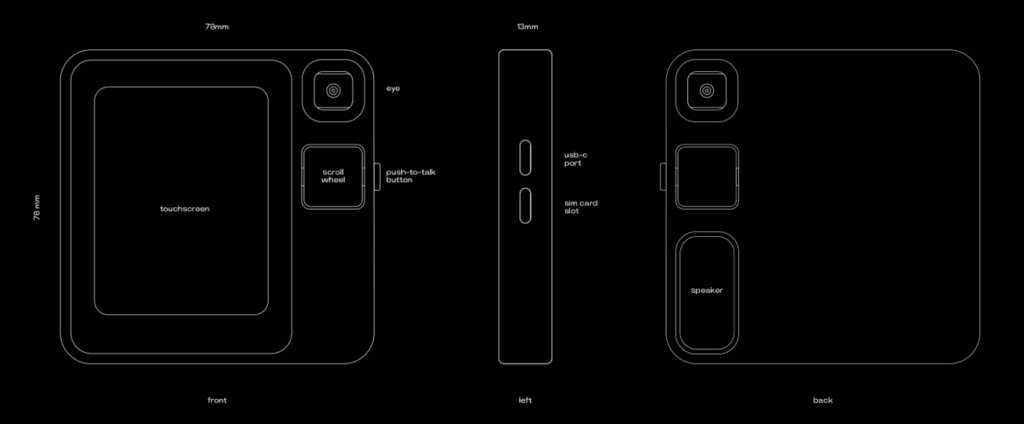 78mm
13mm
eye
usb-c
port
scroll
wheel
push-to-talk
button
78 mm
touchscreen
sim card
slot
speaker
front
left
back